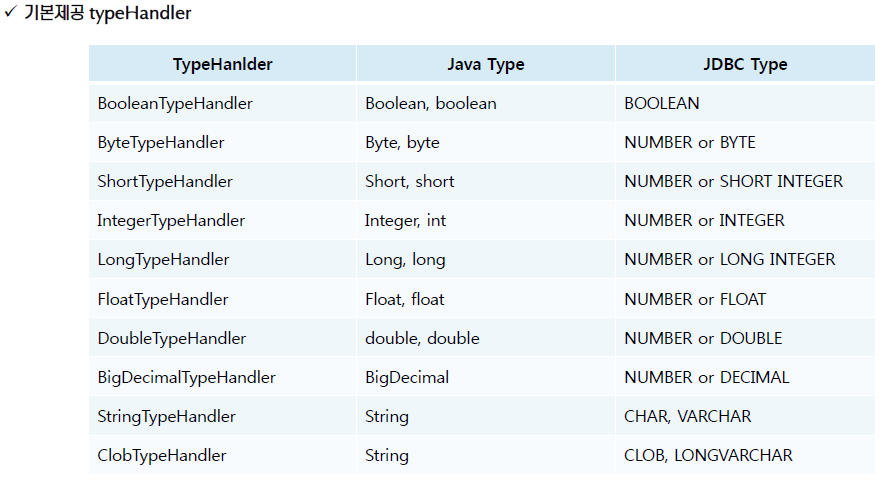 ✓ 기본제공 typeHandler
TypeHanlder Java Type JDBC Type
BooleanTypeHandler Boolean, boolean BOOLEAN
ByteTypeHandler Byte, byte NUMBER or BYTE
ShortTypeHandler Short, short NUMBER or SHORT INTEGER
IntegerTypeHandler Integer, int NUMBER or INTEGER
LongTypeHandler Long, long NUMBER or LONG INTEGER
FloatTypeHandler Float, float NUMBER or FLOAT
DoubleTypeHandler double, double NUMBER or DOUBLE
BigDecimalTypeHandler BigDecimal NUMBER or DECIMAL
StringTypeHandler String CHAR, VARCHAR
ClobTypeHandler String CLOB, LONGVARCHAR